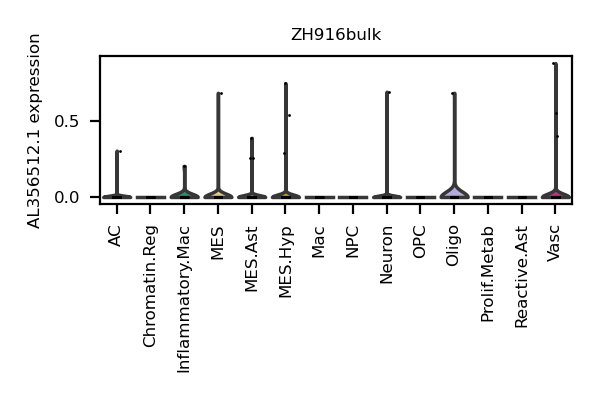 ZH916bulk
AL356512.1 expression
0.5
0.0
AC
Chromatin.Reg
Inflammatory.Mac
MES
MES.Ast
MES.Hyp
Mac
NPC
Neuron
OPC
Oligo
Prolif.Metab
Reactive.Ast
Vasc